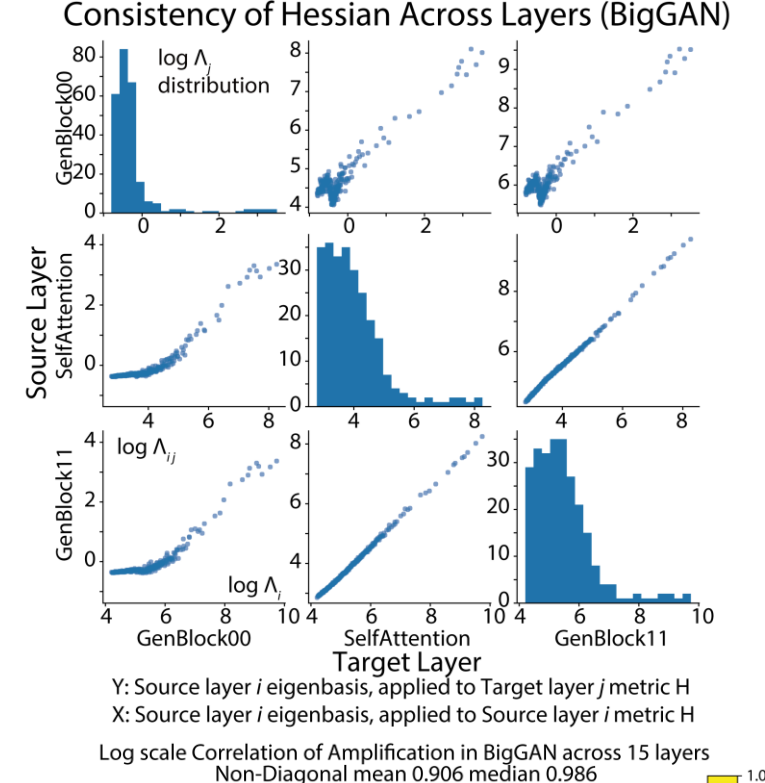 Consistency of Hessian Across Layers (BigGAN)
GenBlock00
80
60
40
20
0
log Λj
distribution
0 2
8
7
6
5
4
0 2
9
8
7
6
0 2
Source Layer
SelfAttention
4
2
0
4 6 8
30
20
10
0
4 6 8
8
6
4 6 8
GenBlock11
4
2
0
log Λij
log Λi
4 6 8 10
8
6
4
4 6 8 10
30
20
10
0
4 6 8 10
GenBlock00 SelfAttention GenBlock11
Target Layer
Y: Source layer i eigenbasis, applied to Target layer j metric H
X: Source layer i eigenbasis, applied to Source layer i metric H
Log scale Correlation of Amplification in BigGAN across 15 layers
Non-Diagonal mean 0.906 median 0.986
1.0